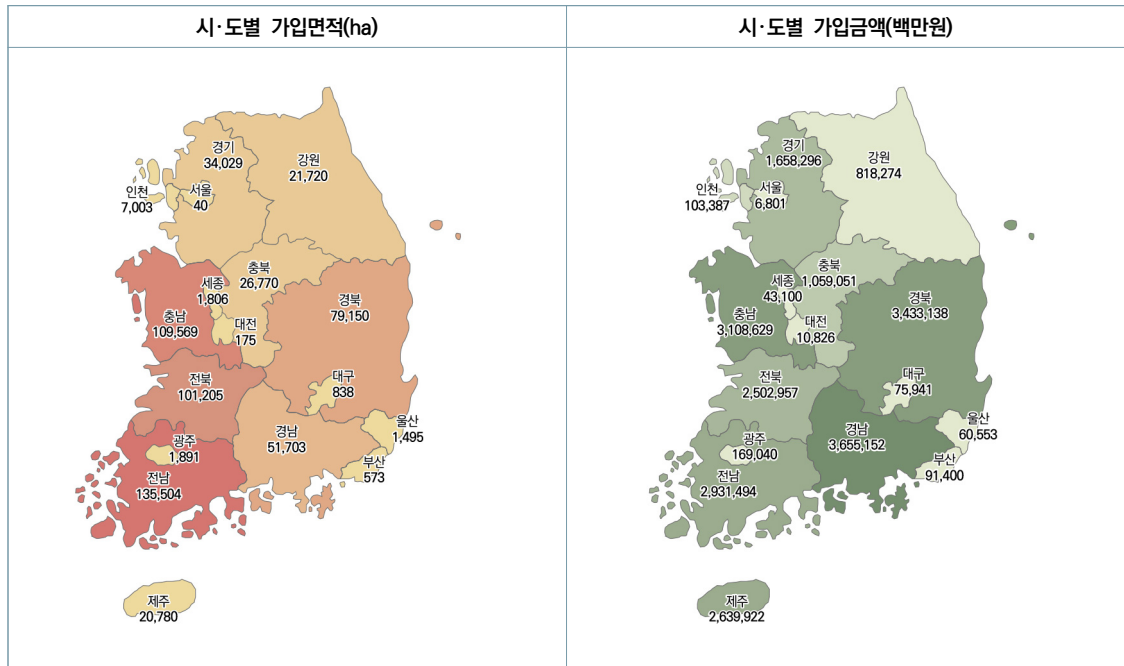 시·도별 가입면적(ha)
경기
34,029
강원
21,720
인천
7,003
서울
40
충북
26,770
세종
1,806
경북
79,150
충남
109,569
대전
175
전북
101,205
대구
838
울산
1,495
경남
51,703
광주
1,891
부산
573
전남
135,504
제주
20,780
시·도별 가입금액(백만원)
경기
1,658,296
강원
818,274
인천
103,387
서울
6,801
충북
1,059,051
세종
43,100
경북
3,433,138
충남
3,108,629
대전
10,826
전북
2,502,957
대구
75,941
울산
60,553
경남
3,655,152
광주
169,040
부산
91,400
전남
2,931,494
제주
2,639,922